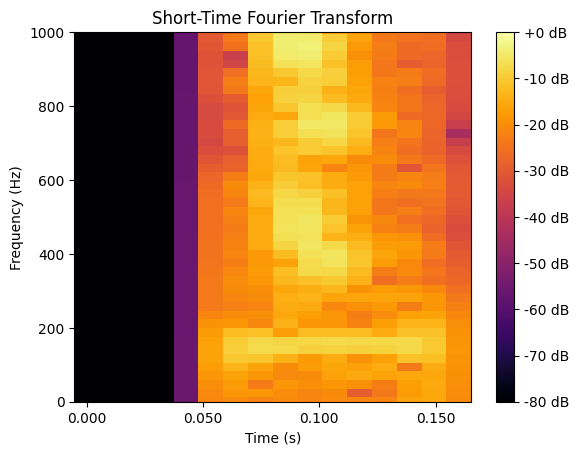 Short-Time Fourier Transform
1000
800
600
400
200
0
Frequency (Hz)
0.000
0.050
0.100
0.150
Time (s)
+0 dB
-10 dB
-20 dB
-30 dB
-40 dB
-50 dB
-60 dB
-70 dB
-80 dB